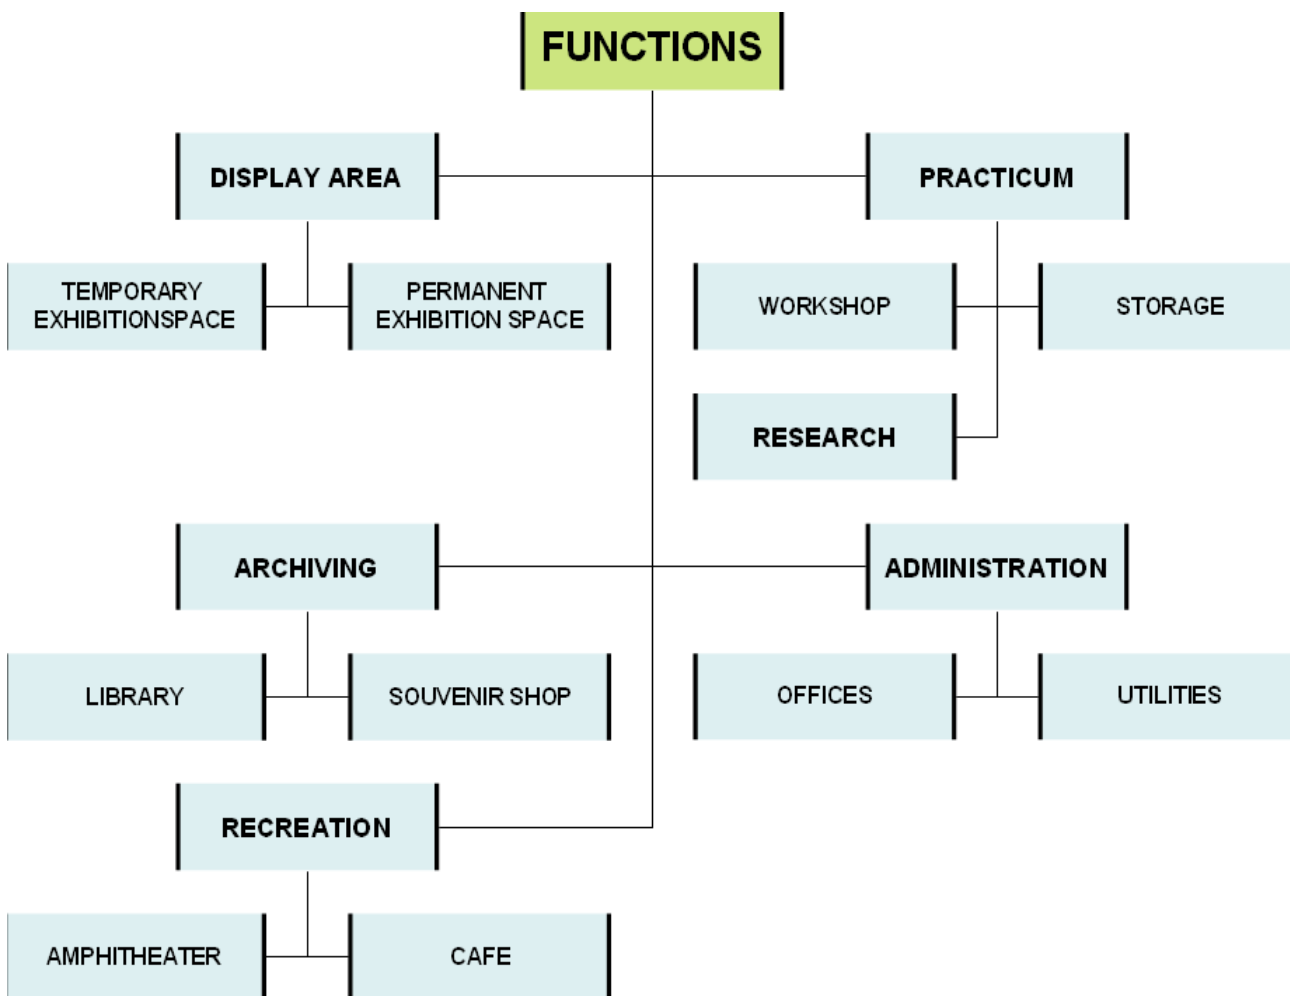 FUNCTIONS
DISPLAY AREA
PRACTICUM
TEMPORARY
EXHIBITIONSPACE
PERMANENT
EXHIBITION SPACE
WORKSHOP
STORAGE
RESEARCH
ARCHIVING
ADMINISTRATION
LIBRARY
SOUVENIR SHOP
OFFICES
UTILITIES
RECREATION
AMPHITHEATER
CAFE